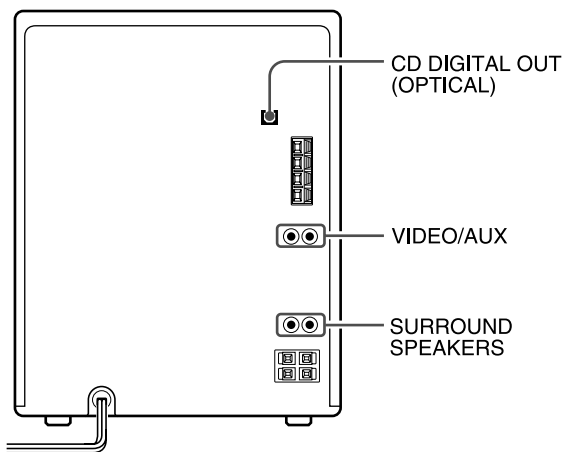 CD DIGITAL OUT
(OPTICAL)
VIDEO/AUX
SURROUND
SPEAKERS